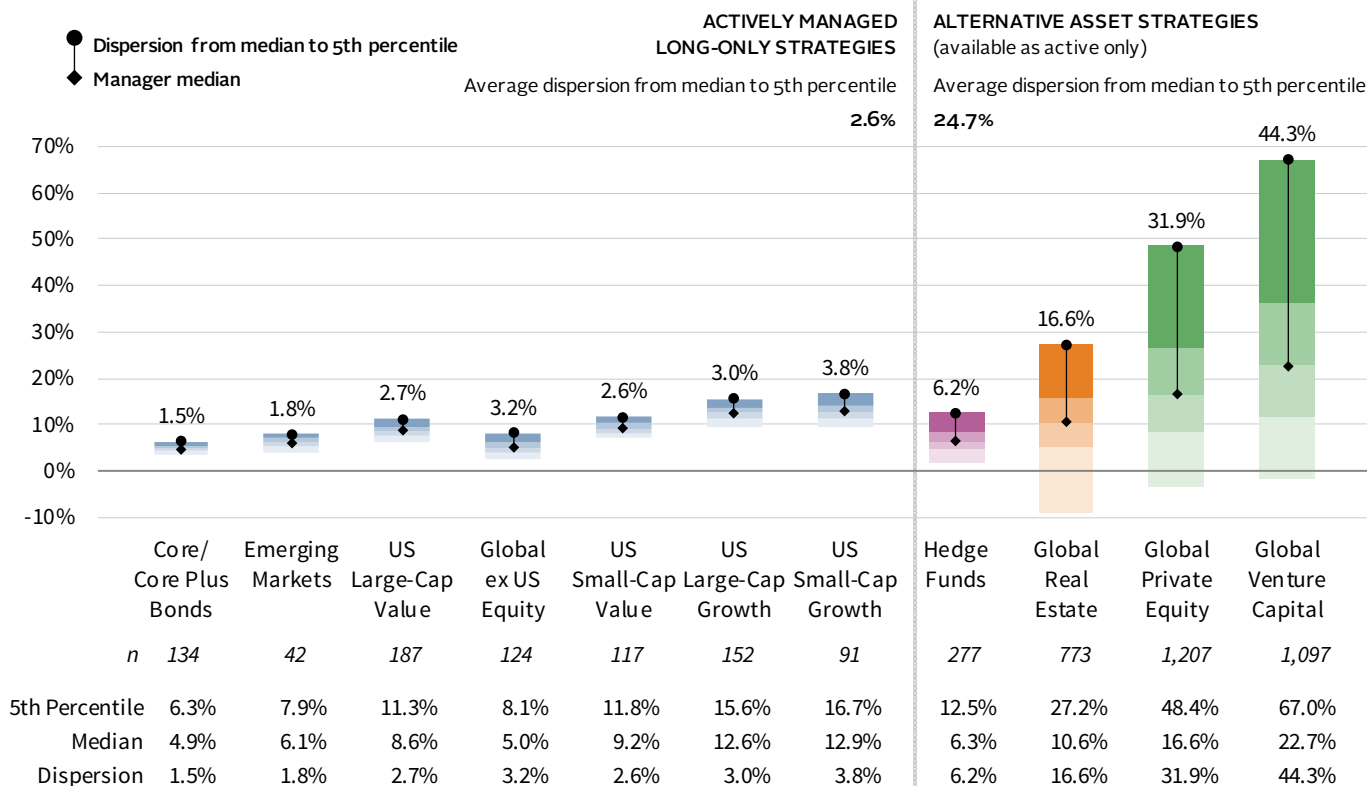 Dispersion from median to 5th percentile
Manager median
ACTIVELY MANAGED
LONG-ONLY STRATEGIES
Average dispersion from median to 5th percentile
2.6%
ALTERNATIVE ASSET STRATEGIES
(available as active only)
Average dispersion from median to 5th percentile
24.7%
70%
60%
50%
40%
30%
20%
10%
0%
-10%
1.5%
1.8%
2.7%
3.2%
2.6%
3.0%
3.8%
6.2%
16.6%
31.9%
44.3%
Core/
Core Plus
Bonds
Emerging
Markets
US
Large-Cap
Value
Global
ex US
Equity
US
Small-Cap
Value
US
Large-Cap
Growth
US
Small-Cap
Growth
Hedge
Funds
Global
Real
Estate
Global
Private
Equity
Global
Venture
Capital
n 134 42 187 124 117 152 91 277 773 1,207 1,097
5th Percentile 6.3% 7.9% 11.3% 8.1% 11.8% 15.6% 16.7% 12.5% 27.2% 48.4% 67.0%
Median 4.9% 6.1% 8.6% 5.0% 9.2% 12.6% 12.9% 6.3% 10.6% 16.6% 22.7%
Dispersion 1.5% 1.8% 2.7% 3.2% 2.6% 3.0% 3.8% 6.2% 16.6% 31.9% 44.3%